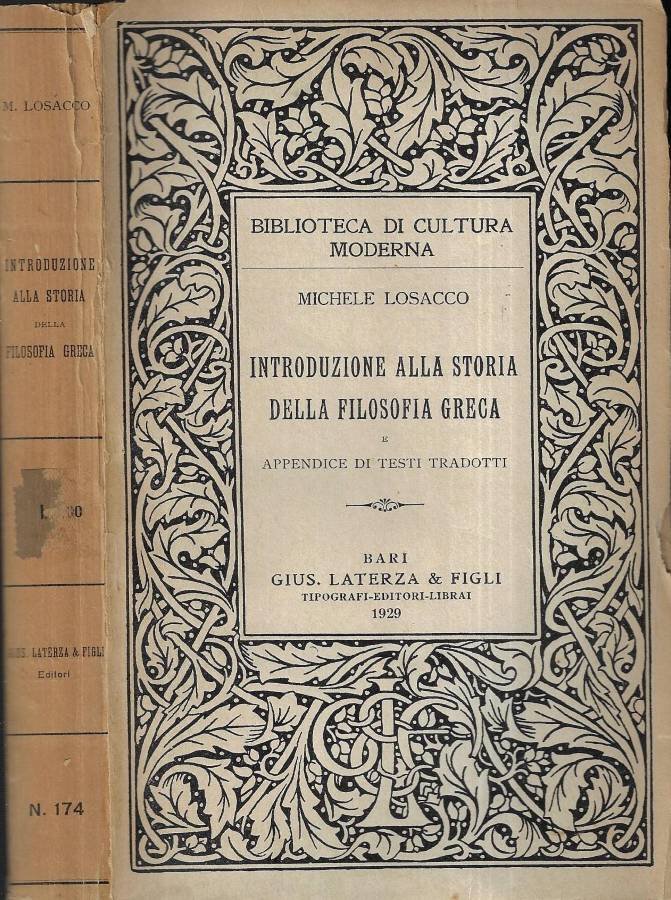 M. LOSACCO
INTRODUZIONE
ALLA STORIA
DELLA
FILOSOFIA GRECA
GIUS. LATERZA & FIGLI
Editori
N. 174
BIBLIOTECA DI CULTURA
MODERNA
MICHELE LOSACCO
INTRODUZIONE ALLA STORIA
DELLA FILOSOFIA GRECA
E
APPENDICE DI TESTI TRADOTTI
BARI
GIUS. LATERZA & FIGLI
TIPOGRAFI-EDITORI-LIBRAI
1929